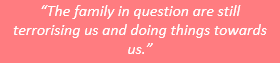 “The family in question are still
terrorising us and doing things towards
us.”